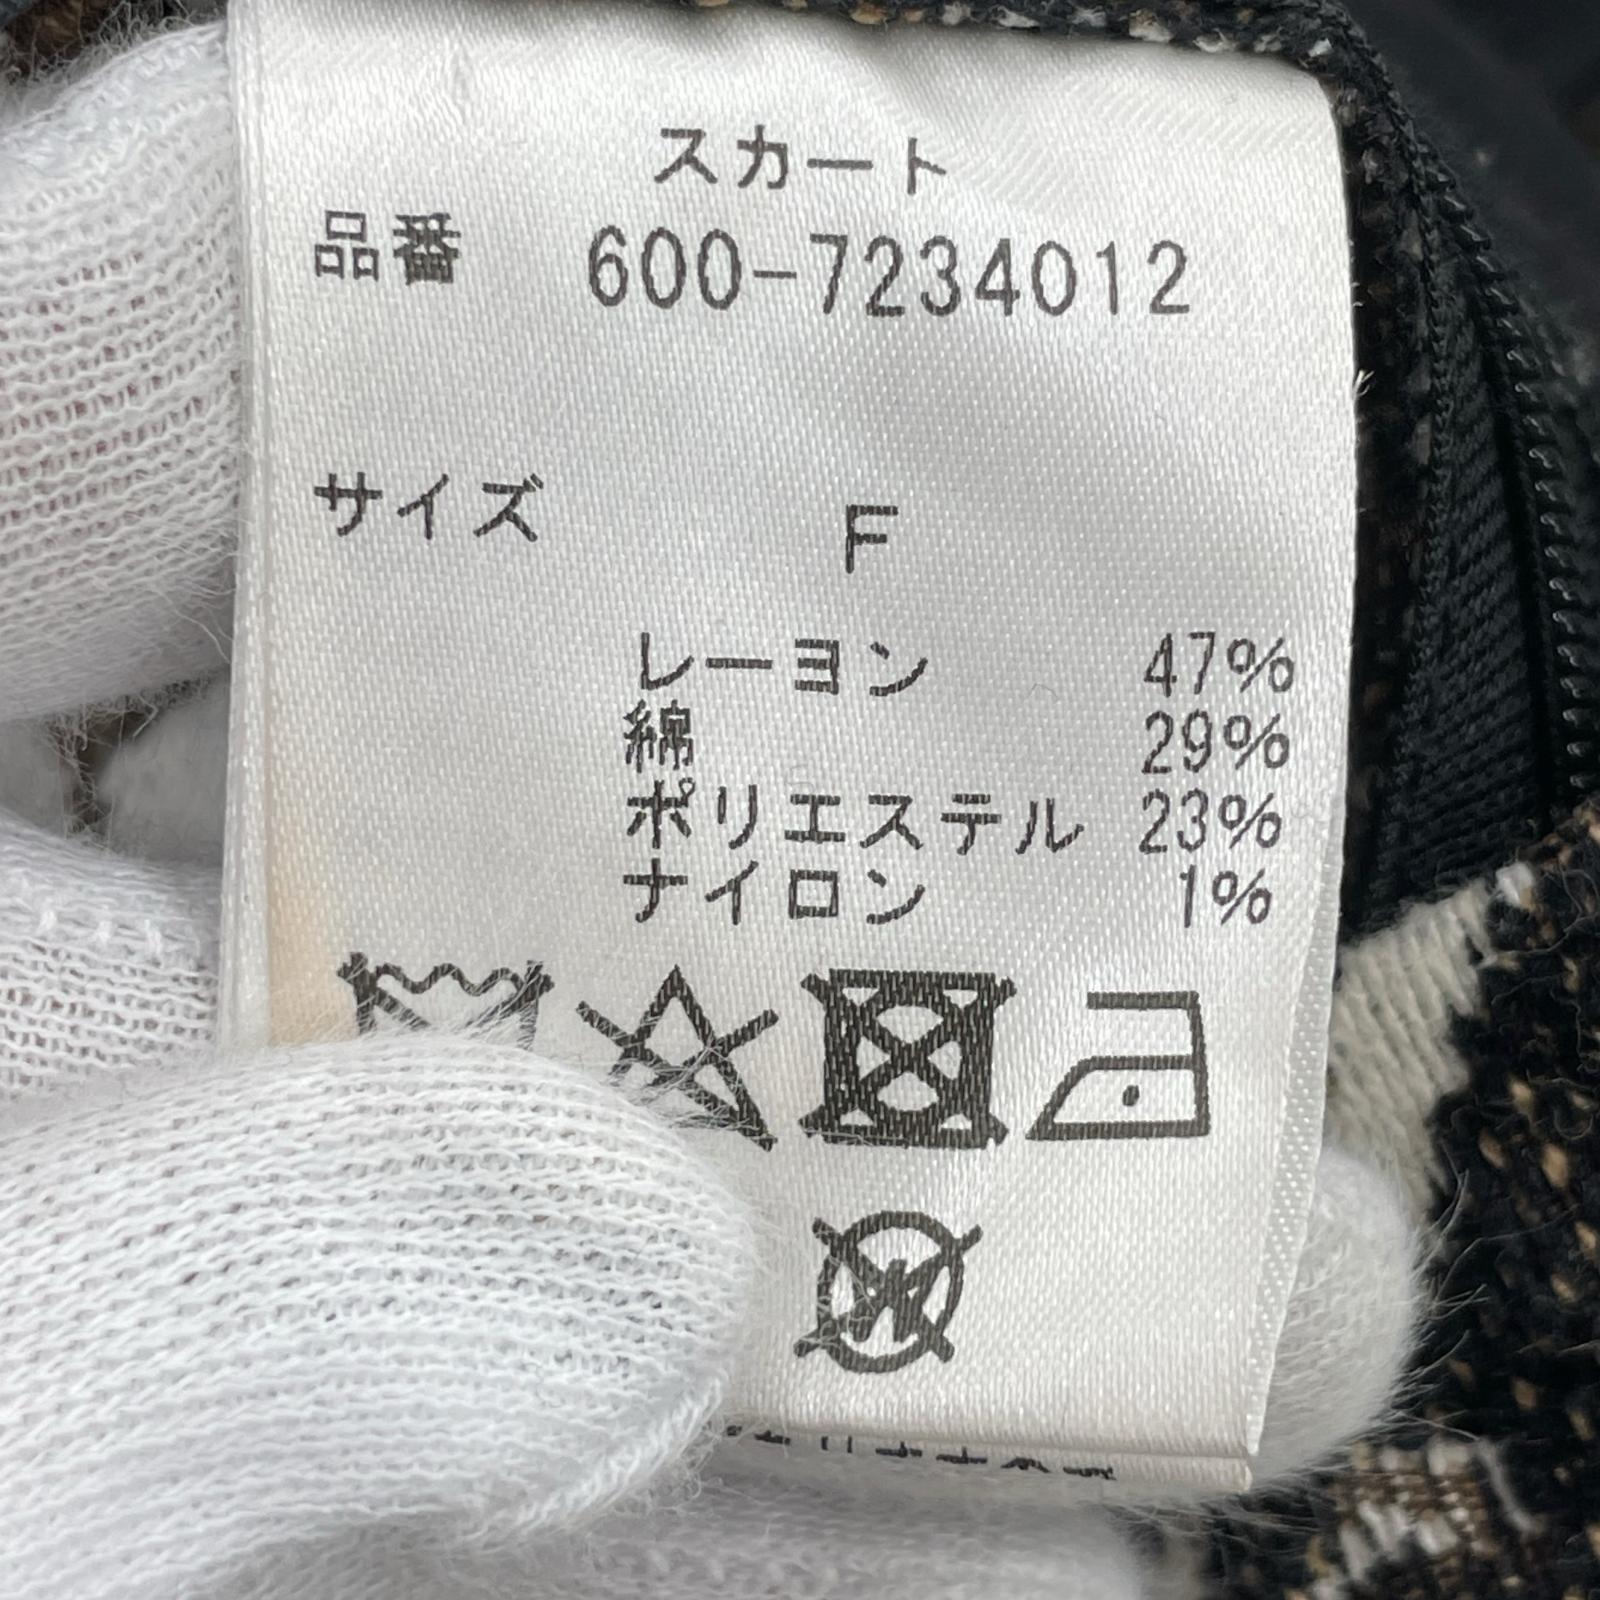 スカート
品番 600-7234012
サイズ F
レーヨン 47%
綿 29%
ポリエステル 23%
ナイロン 1%